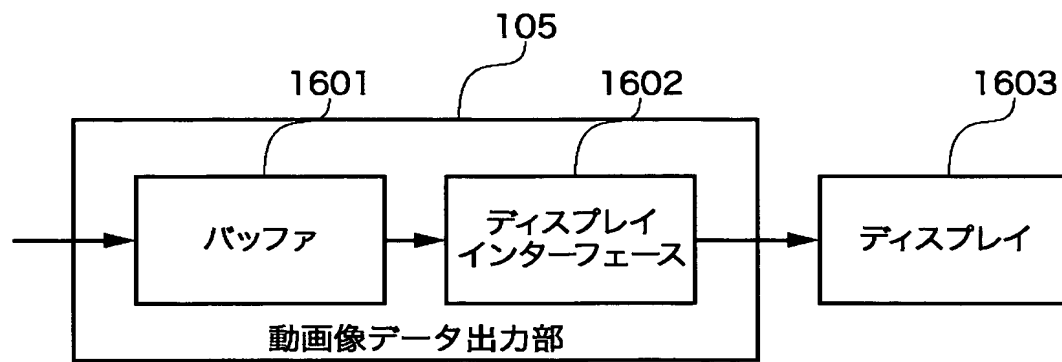 105
1601
1602
1603
バッファ
ディスプレイ
インターフェース
ディスプレイ
動画像データ出力部